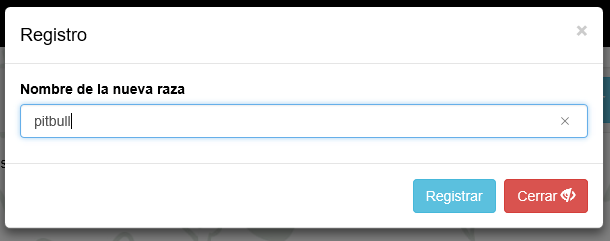 Registro
×
Nombre de la nueva raza
pitbull
Registrar
Cerrar